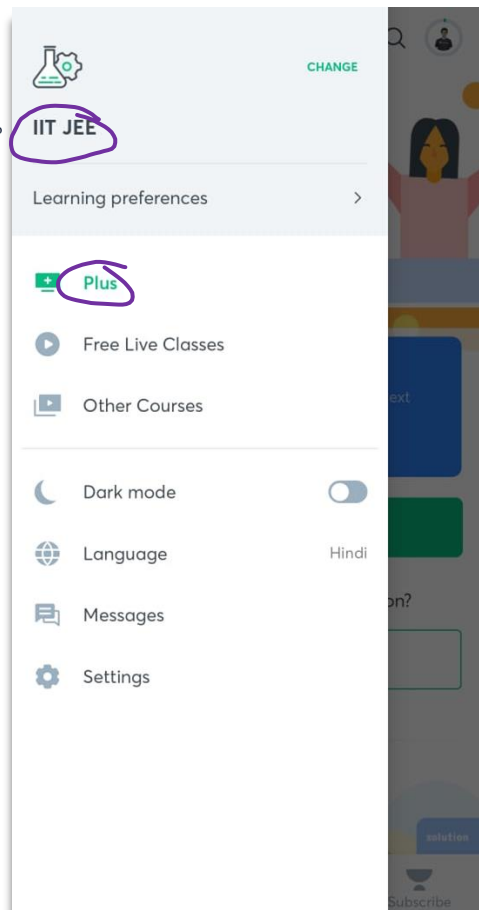 CHANGE
IIT JEE
Learning preferences
Plus
Free Live Classes
ext
Other Courses
Dark mode
Language Hindi
on?
Messages
Settings
solution
Subscribe